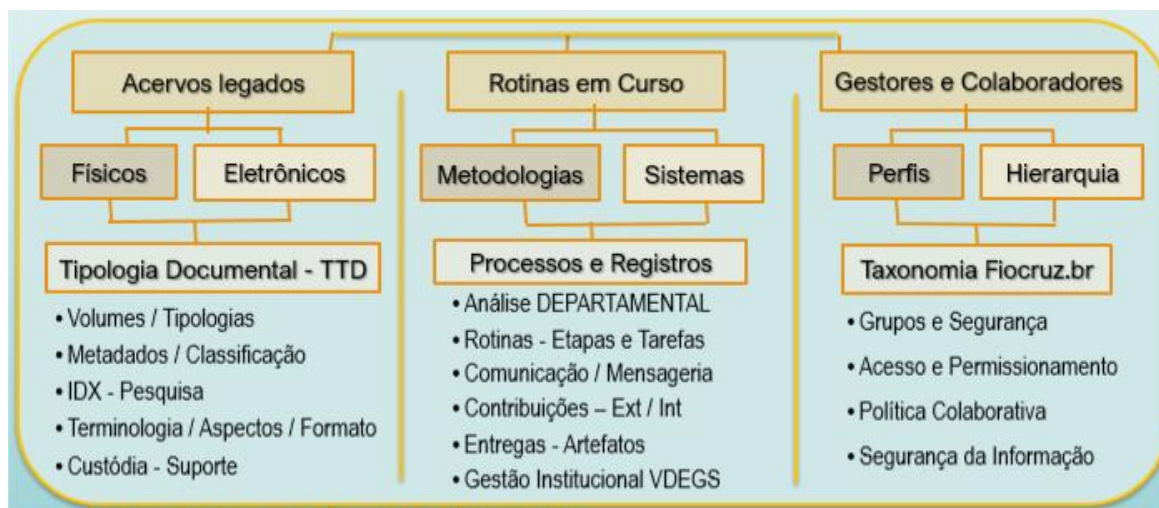 Acervos legados
Físicos
Eletrônicos
Tipologia Documental - TTD
• Volumes / Tipologias
• Metadados / Classificação
• IDX - Pesquisa
• Terminologia / Aspectos / Formato
• Custódia - Suporte
Rotinas em Curso
Metodologias
Sistemas
Processos e Registros
• Análise DEPARTAMENTAL
• Rotinas - Etapas e Tarefas
• Comunicação / Mensageria
• Contribuições – Ext / Int
• Entregas - Artefatos
• Gestão Institucional VDEGS
Gestores e Colaboradores
Perfis
Hierarquia
Taxonomia Fiocruz.br
• Grupos e Segurança
• Acesso e Permissionamento
• Política Colaborativa
• Segurança da Informação